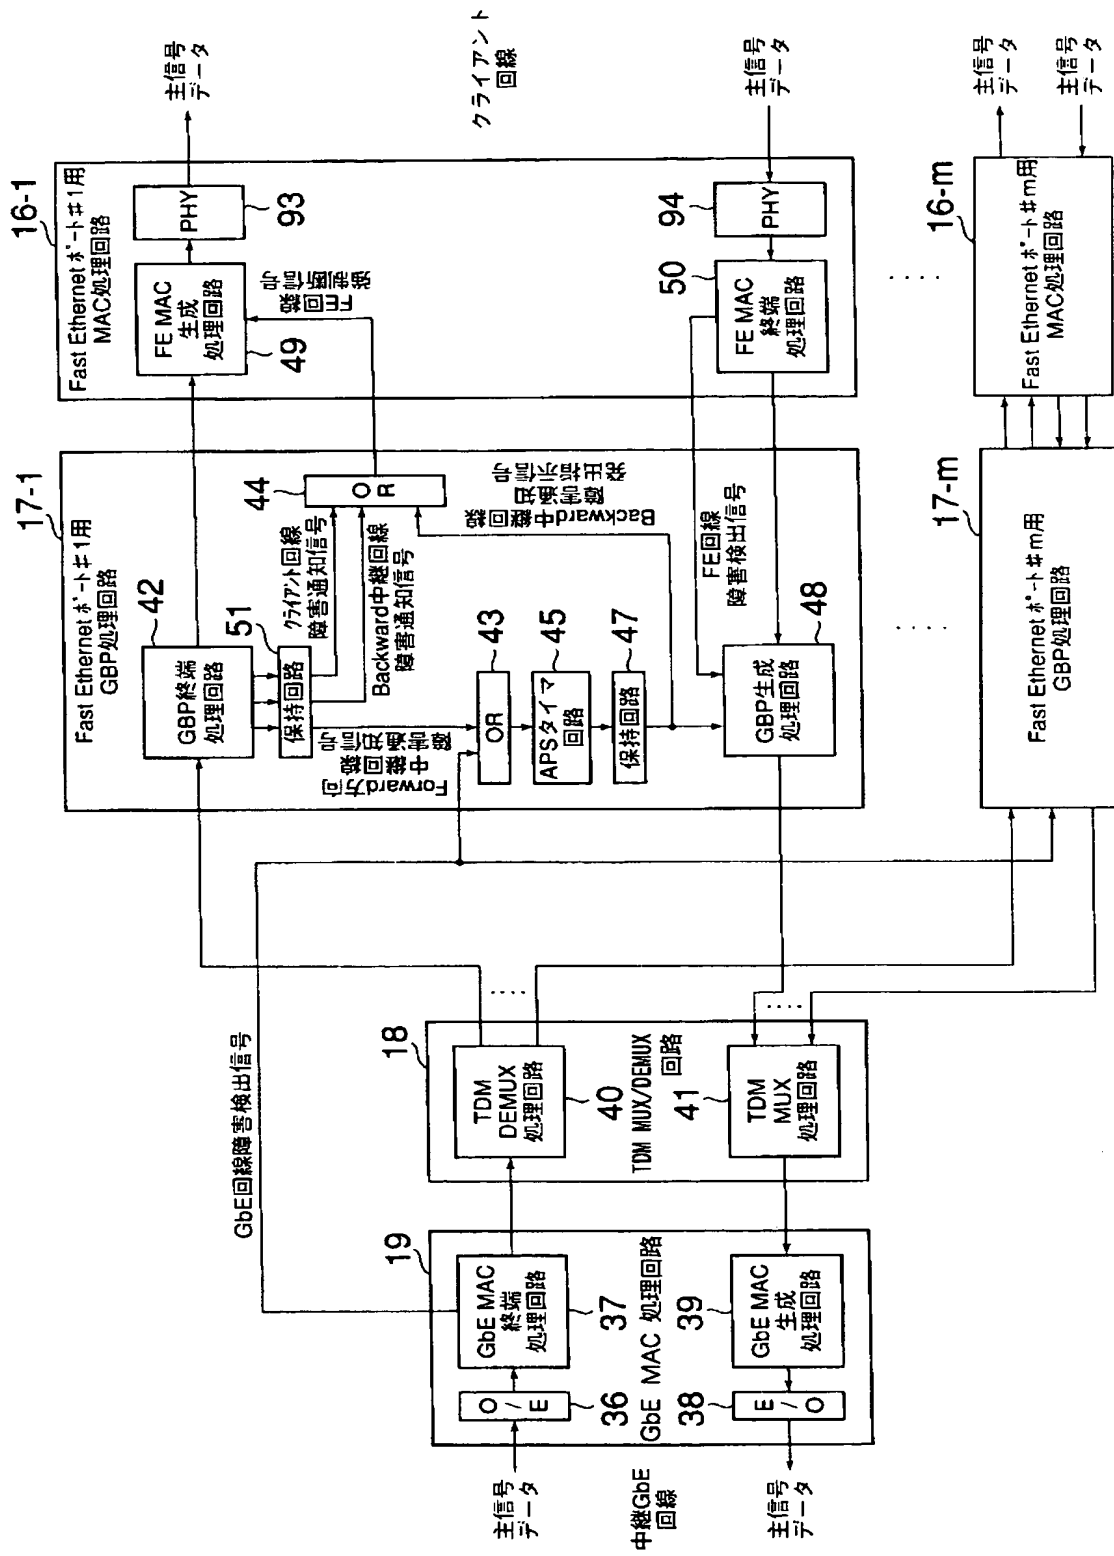 16-1
Fast Ethernetポート#1用
MAC処理回路
FE MAC
生成
処理回路
49
PHY
93
主信号
データ
FE回線
強制断信号
クライアント
回線
PHY
94
主信号
データ
FE MAC
終端
処理回路
50
17-1
Fast Ethernetポート#1用
GBP処理回路
GBP終端
処理回路
42
保持回路
51
クライアント回線
障害通知信号
Backward中継回線
障害通知信号
OR
44
Backward中継回線
障害通知
発出指示信号
Forward方向
中継回線
障害通知信号
OR
43
APSタイマ
回路
45
保持回路
47
FE回線
障害検出信号
GBP生成
処理回路
48
16-m
Fast Ethernetポート#m用
MAC処理回路
主信号
データ
主信号
データ
17-m
Fast Ethernetポート#m用
GBP処理回路
GbE回線障害検出信号
18
TDM
DEMUX
処理回路
40
TDM MUX/DEMUX
回路
TDM
MUX
処理回路
41
19
GbE MAC
終端
処理回路
37
O/E
36
GbE MAC 処理回路
GbE MAC
生成
処理回路
39
E/O
38
主信号
データ
中継GbE
回線
主信号
データ